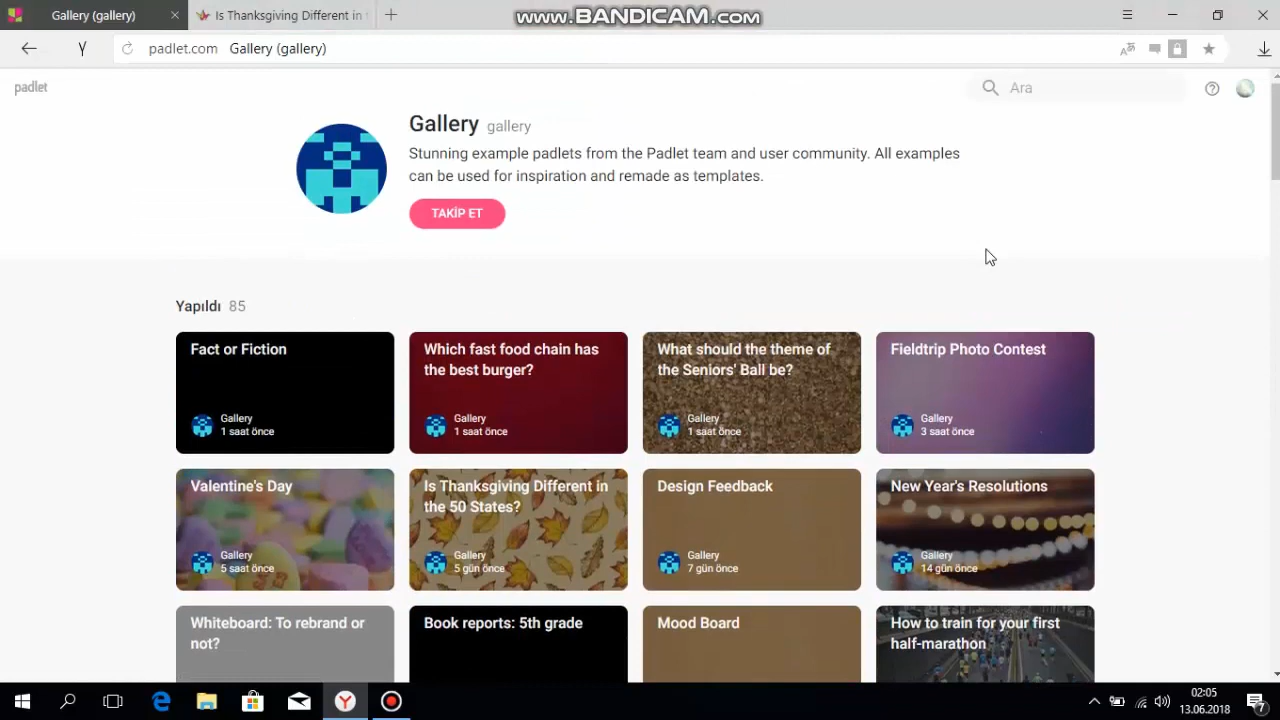 Gallery (gallery)
Is Thanksgiving Different in t
www.BANDICAM.com
padlet.com Gallery (gallery)
padlet
Ara
Gallery gallery
Stunning example padlets from the Padlet team and user community. All examples
can be used for inspiration and remade as templates.
TAKİP ET
Yapıldı 85
Fact or Fiction
Gallery
1 saat önce
Which fast food chain has
the best burger?
Gallery
1 saat önce
What should the theme of
the Seniors' Ball be?
Gallery
1 saat önce
Fieldtrip Photo Contest
Gallery
3 saat önce
Valentine's Day
Gallery
5 saat önce
Is Thanksgiving Different in
the 50 States?
Gallery
5 gün önce
Design Feedback
Gallery
7 gün önce
New Year's Resolutions
Gallery
14 gün önce
Whiteboard: To rebrand or
not?
Book reports: 5th grade
Mood Board
How to train for your first
half-marathon
02:05
13.06.2018
7